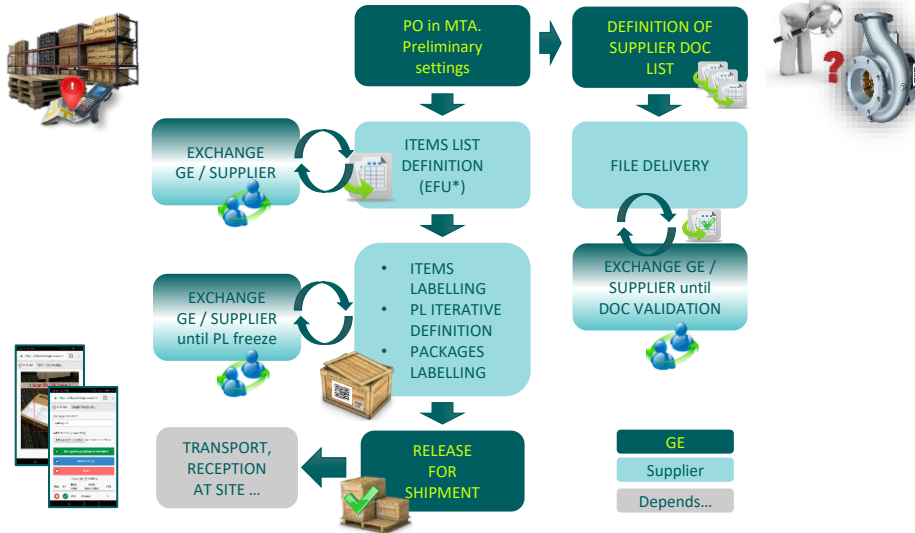 PO in MTA.
Preliminary
settings
DEFINITION OF
SUPPLIER DOC
LIST
EXCHANGE
GE / SUPPLIER
ITEMS LIST
DEFINITION
(EFU*)
FILE DELIVERY
EXCHANGE
GE / SUPPLIER
until PL freeze
• ITEMS
LABELLING
• PL ITERATIVE
DEFINITION
• PACKAGES
LABELLING
EXCHANGE GE /
SUPPLIER until
DOC VALIDATION
TRANSPORT,
RECEPTION
AT SITE ...
RELEASE
FOR
SHIPMENT
GE
Supplier
Depends...